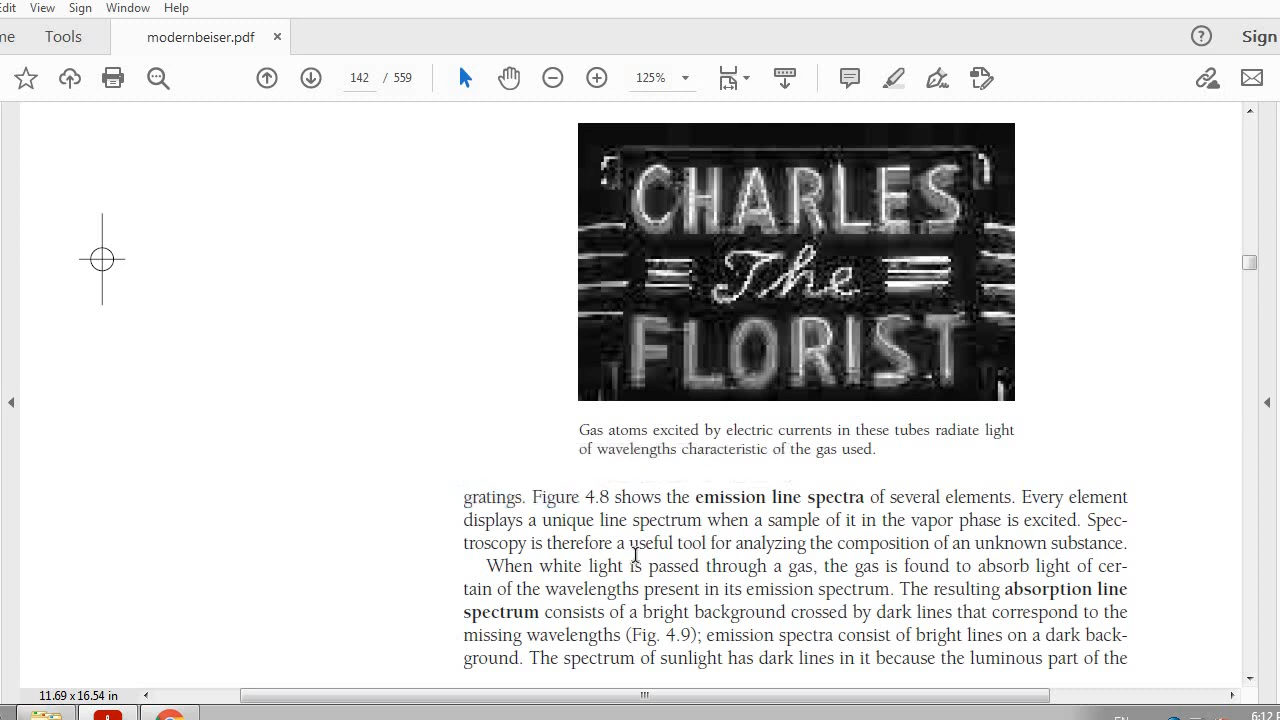 Edit View Sign Window Help
me Tools modernbeiser.pdf × ? Sign
142 / 559 125%
CHARLES
The
FLORIST
Gas atoms excited by electric currents in these tubes radiate light
of wavelengths characteristic of the gas used.
gratings. Figure 4.8 shows the emission line spectra of several elements. Every element
displays a unique line spectrum when a sample of it in the vapor phase is excited. Spec-
troscopy is therefore a useful tool for analyzing the composition of an unknown substance.
When white light is passed through a gas, the gas is found to absorb light of cer-
tain of the wavelengths present in its emission spectrum. The resulting absorption line
spectrum consists of a bright background crossed by dark lines that correspond to the
missing wavelengths (Fig. 4.9); emission spectra consist of bright lines on a dark back-
ground. The spectrum of sunlight has dark lines in it because the luminous part of the
11.69 x 16.54 in
EN 6:12